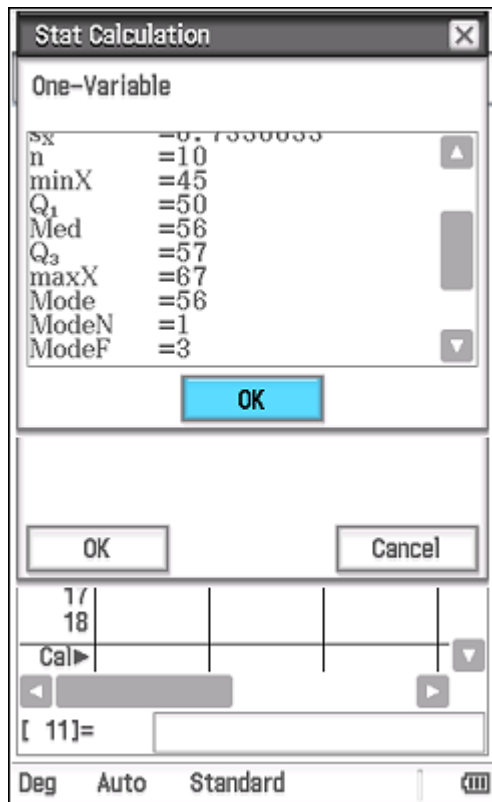 Stat Calculation
One-Variable
n =10
minX =45
Q₁ =50
Med =56
Q₃ =57
maxX =67
Mode =56
ModeN =1
ModeF =3
OK
OK Cancel
17
18
Cal▶
[ 11]=
Deg Auto Standard